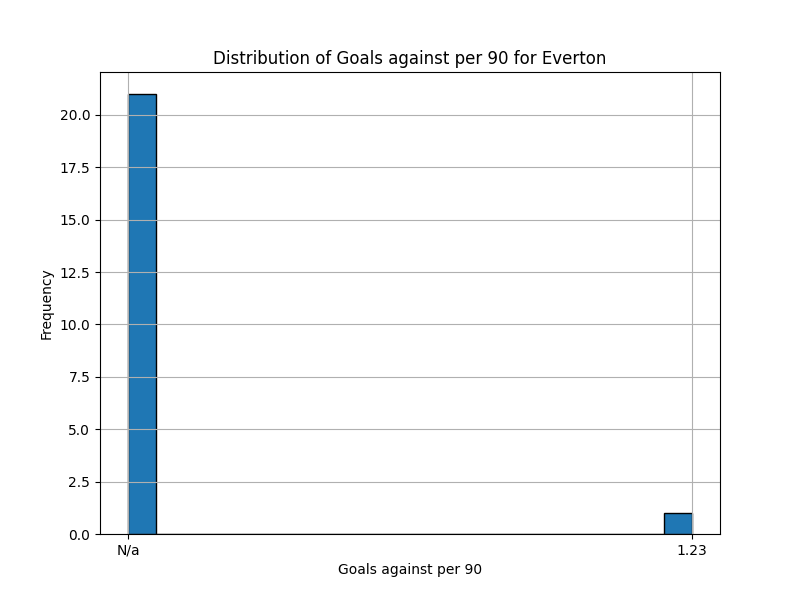 Distribution of Goals against per 90 for Everton
20.0
17.5
15.0
12.5
10.0
7.5
5.0
2.5
0.0
Frequency
N/a
1.23
Goals against per 90